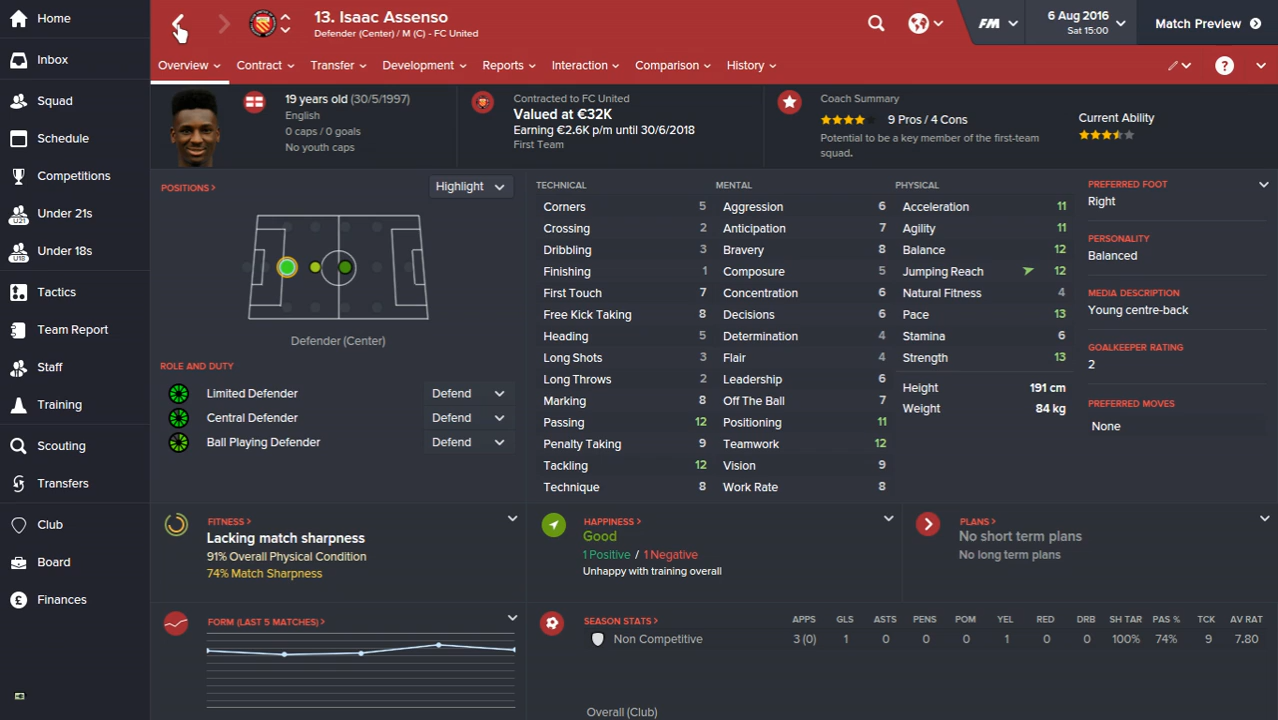 Home
Inbox
Squad
Schedule
Competitions
Under 21s
Under 18s
Tactics
Team Report
Staff
Training
Scouting
Transfers
Club
Board
Finances
13. Isaac Assenso
Defender (Center) / M (C) - FC United
FM
6 Aug 2016
Sat 15:00
Match Preview
Overview Contract Transfer Development Reports Interaction Comparison History
19 years old (30/5/1997)
English
0 caps / 0 goals
No youth caps
Contracted to FC United
Valued at €32K
Earning €2.6K p/m until 30/6/2018
First Team
Coach Summary
9 Pros / 4 Cons
Potential to be a key member of the first-team
squad.
Current Ability
POSITIONS >
Highlight
Defender (Center)
ROLE AND DUTY
Limited Defender Defend
Central Defender Defend
Ball Playing Defender Defend
TECHNICAL
Corners 5
Crossing 2
Dribbling 3
Finishing 1
First Touch 7
Free Kick Taking 8
Heading 5
Long Shots 3
Long Throws 2
Marking 8
Passing 12
Penalty Taking 9
Tackling 12
Technique 8
MENTAL
Aggression 6
Anticipation 7
Bravery 8
Composure 5
Concentration 6
Decisions 6
Determination 4
Flair 4
Leadership 6
Off The Ball 7
Positioning 11
Teamwork 12
Vision 9
Work Rate 8
PHYSICAL
Acceleration 11
Agility 11
Balance 12
Jumping Reach 12
Natural Fitness 4
Pace 13
Stamina 6
Strength 13
Height 191 cm
Weight 84 kg
PREFERRED FOOT
Right
PERSONALITY
Balanced
MEDIA DESCRIPTION
Young centre-back
GOALKEEPER RATING
2
PREFERRED MOVES
None
FITNESS >
Lacking match sharpness
91% Overall Physical Condition
74% Match Sharpness
HAPPINESS >
Good
1 Positive / 1 Negative
Unhappy with training overall
PLANS >
No short term plans
No long term plans
FORM (LAST 5 MATCHES) >
SEASON STATS > APPS GLS ASTS PENS POM YEL RED DRB SH TAR PAS % TCK AV RAT
Non Competitive 3 (0) 1 0 0 0 1 0 0 100% 74% 9 7.80
Overall (Club)